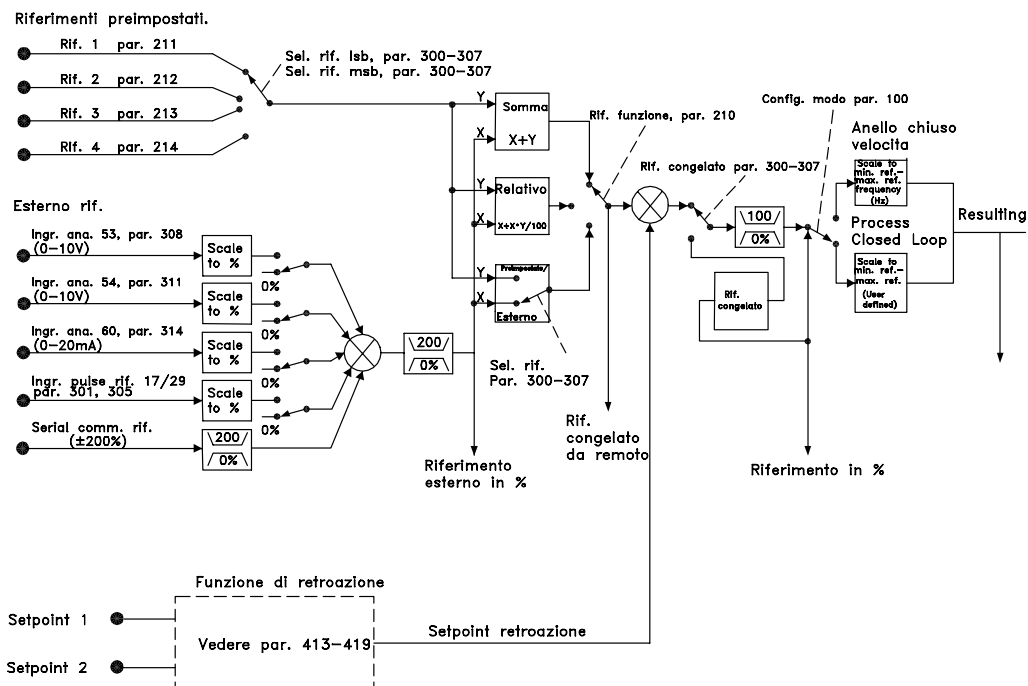 Riferimenti preimpostati.
Rif. 1 par. 211
Rif. 2 par. 212
Rif. 3 par. 213
Rif. 4 par. 214
Sel. rif. lsb, par. 300-307
Sel. rif. msb, par. 300-307
Esterno rif.
Ingr. ana. 53, par. 308
(0-10V)
Scale
to %
0%
Ingr. ana. 54, par. 311
(0-10V)
Scale
to %
0%
Ingr. ana. 60, par. 314
(0-20mA)
Scale
to %
0%
Ingr. pulse rif. 17/29
par. 301, 305
Scale
to %
0%
Serial comm. rif.
(±200%)
200
0%
200
0%
Y
X
Somma
X+Y
Y
X
Relativo
X+X*Y/100
Y
X
Preimpostato/
Esterno
Sel. rif.
Par. 300-307
Riferimento
esterno in %
Rif. funzione, par. 210
Rif.
congelato
da remoto
Rif. congelato par. 300-307
100
0%
Rif.
congelato
Config. modo par. 100
Riferimento in %
Anello chiuso
velocita
Scale to
min. ref.-
max. ref.
frequency
(Hz)
Process
Closed Loop
Scale to
min. ref.-
max. ref.
(User
defined)
Resulting
Funzione di retroazione
Setpoint 1
Setpoint 2
Vedere par. 413-419
Setpoint retroazione